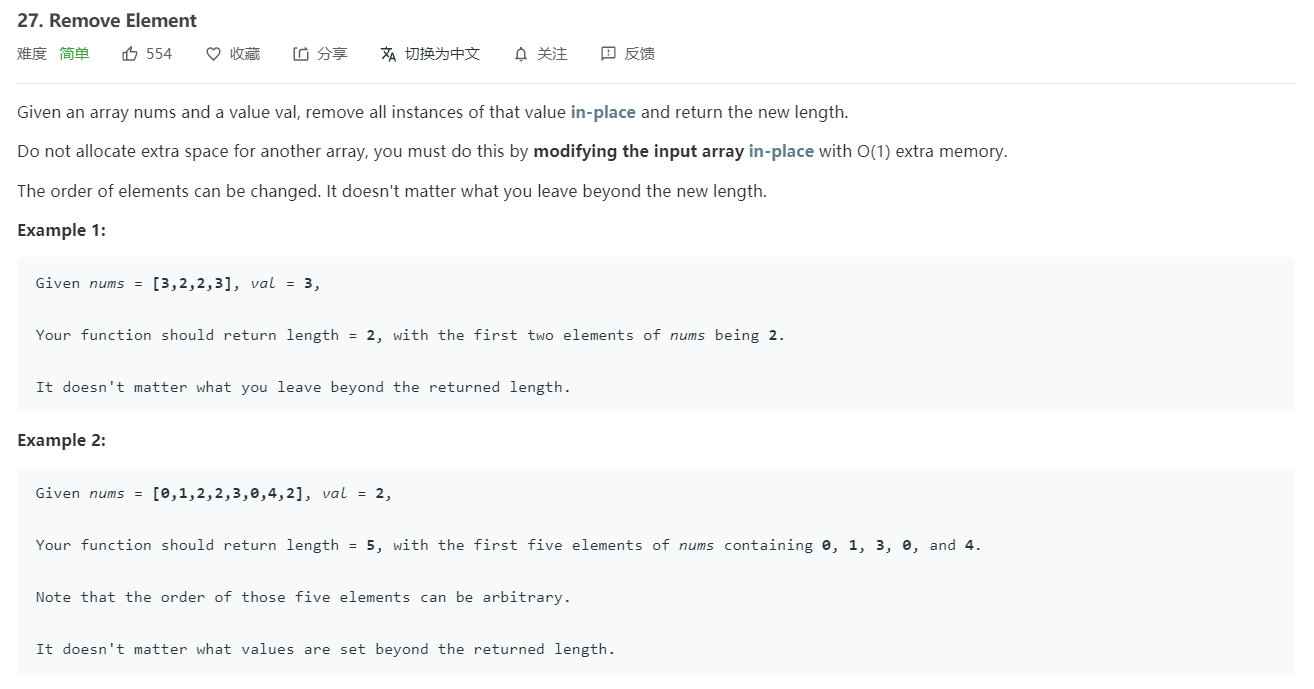 27. Remove Element
难度 简单 554 收藏 分享 切换为中文 关注 反馈
Given an array nums and a value val, remove all instances of that value in-place and return the new length.
Do not allocate extra space for another array, you must do this by modifying the input array in-place with O(1) extra memory.
The order of elements can be changed. It doesn't matter what you leave beyond the new length.
Example 1:
Given nums = [3,2,2,3], val = 3,
Your function should return length = 2, with the first two elements of nums being 2.
It doesn't matter what you leave beyond the returned length.
Example 2:
Given nums = [0,1,2,2,3,0,4,2], val = 2,
Your function should return length = 5, with the first five elements of nums containing 0, 1, 3, 0, and 4.
Note that the order of those five elements can be arbitrary.
It doesn't matter what values are set beyond the returned length.